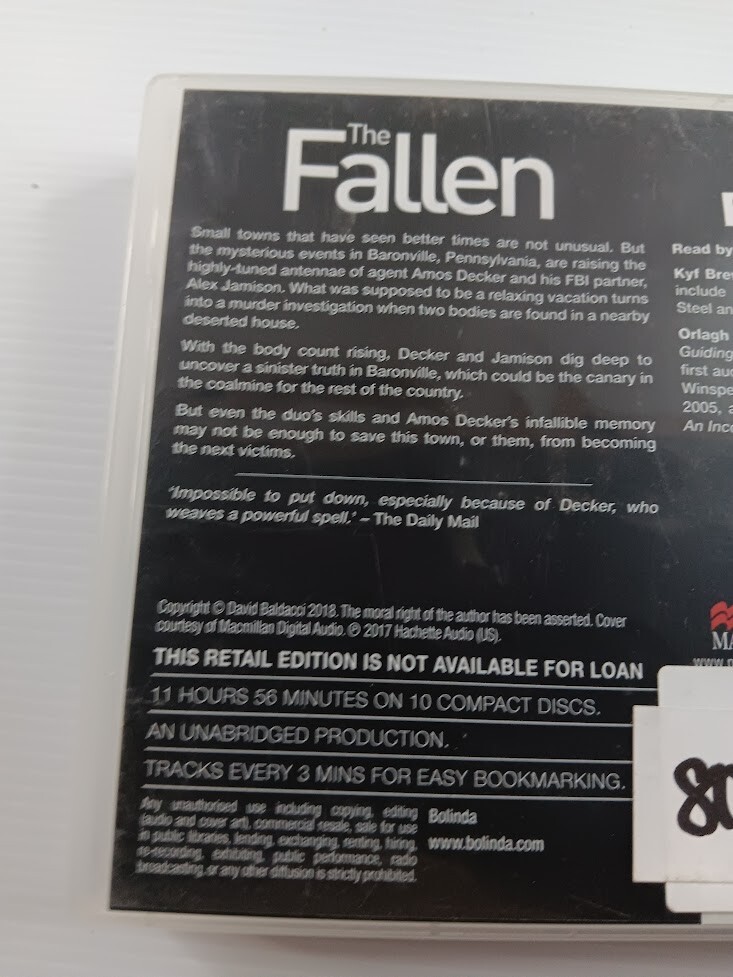 The
Fallen
Small towns that have seen better times are not unusual. But
the mysterious events in Baronville, Pennsylvania, are raising the
highly-tuned antennae of agent Amos Decker and his FBI partner,
Alex Jamison. What was supposed to be a relaxing vacation turns
into a murder investigation when two bodies are found in a nearby
deserted house.
With the body count rising, Decker and Jamison dig deep to
uncover a sinister truth in Baronville, which could be the canary in
the coalmine for the rest of the country.
But even the duo's skills and Amos Decker's infallible memory
may not be enough to save this town, or them, from becoming
the next victims.
'Impossible to put down, especially because of Decker, who
weaves a powerful spell.' – The Daily Mail
Copyright © David Baldacci 2018. The moral right of the author has been asserted. Cover
courtesy of Macmillan Digital Audio. ℗ 2017 Hachette Audio (US).
THIS RETAIL EDITION IS NOT AVAILABLE FOR LOAN
11 HOURS 56 MINUTES ON 10 COMPACT DISCS.
AN UNABRIDGED PRODUCTION.
TRACKS EVERY 3 MINS FOR EASY BOOKMARKING.
Any unauthorised use including copying, editing
(audio and cover art), commercial resale, sale for use
in public libraries, lending, exchanging, renting, hiring,
re-recording, exhibiting, public performance, radio
broadcasting, or any other diffusion is strictly prohibited.
Bolinda
www.bolinda.com
Read by
Kyf Brew
include
Steel an
Orlagh
Guiding
first au
Winspe
2005, a
An Inc
MA
www.
80